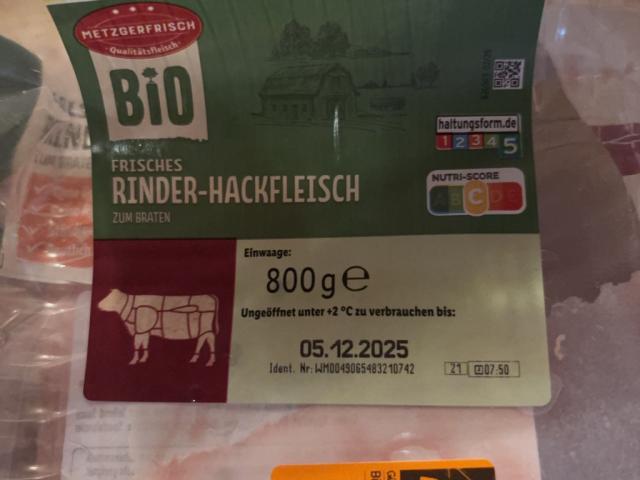 METZGERFRISCH
Qualitätsfleisch
BiO
haltungsform.de
1 2 3 4 5
FRISCHES
RINDER-HACKFLEISCH
ZUM BRATEN
NUTRI-SCORE
A B C D E
Einwaage:
800 g e
Ungeöffnet unter +2 °C zu verbrauchen bis:
05.12.2025
Ident. Nr: WM0049065483210742
21 07:50